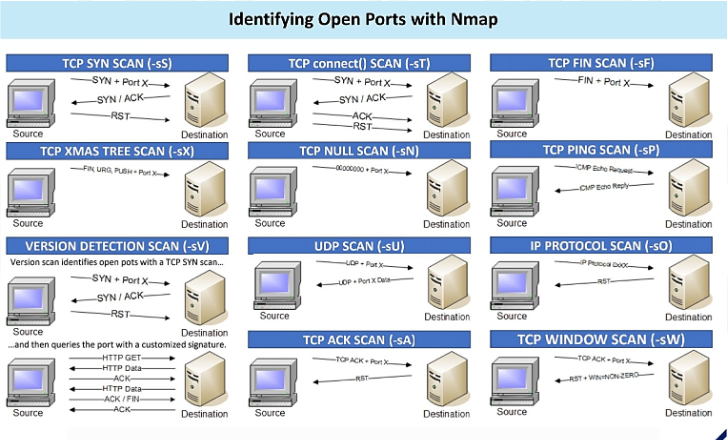 Identifying Open Ports with Nmap
TCP SYN SCAN (-sS)
SYN + Port X
SYN / ACK
RST
Source
Destination
TCP connect() SCAN (-sT)
SYN + Port X
SYN / ACK
ACK
RST
Source
Destination
TCP FIN SCAN (-sF)
FIN + Port X
Source
Destination
TCP XMAS TREE SCAN (-sX)
FIN, URG, PUSH + Port X
Source
Destination
TCP NULL SCAN (-sN)
00000000 + Port X
Source
Destination
TCP PING SCAN (-sP)
ICMP Echo Request
ICMP Echo Reply
Source
Destination
VERSION DETECTION SCAN (-sV)
Version scan identifies open pots with a TCP SYN scan...
SYN + Port X
SYN / ACK
RST
Source
Destination
...and then queries the port with a customized signature.
HTTP GET
HTTP Data
ACK
HTTP Data
ACK / FIN
ACK
Source
Destination
UDP SCAN (-sU)
UDP + Port X
UDP + Port X Data
Source
Destination
IP PROTOCOL SCAN (-sO)
IP Protocol
RST
Source
Destination
TCP ACK SCAN (-sA)
TCP ACK + Port X
RST
Source
Destination
TCP WINDOW SCAN (-sW)
TCP ACK + Port X
RST + WIN=NON-ZERO
Source
Destination